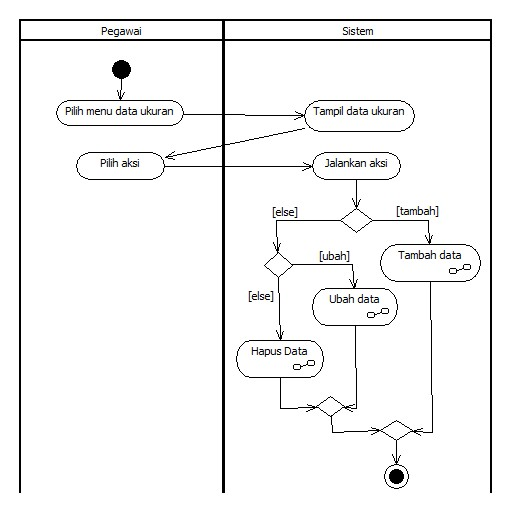 Pegawai
Sistem
Pilih menu data ukuran
Tampil data ukuran
Pilih aksi
Jalankan aksi
[else]
[tambah]
Tambah data
[ubah]
[else]
Ubah data
Hapus Data